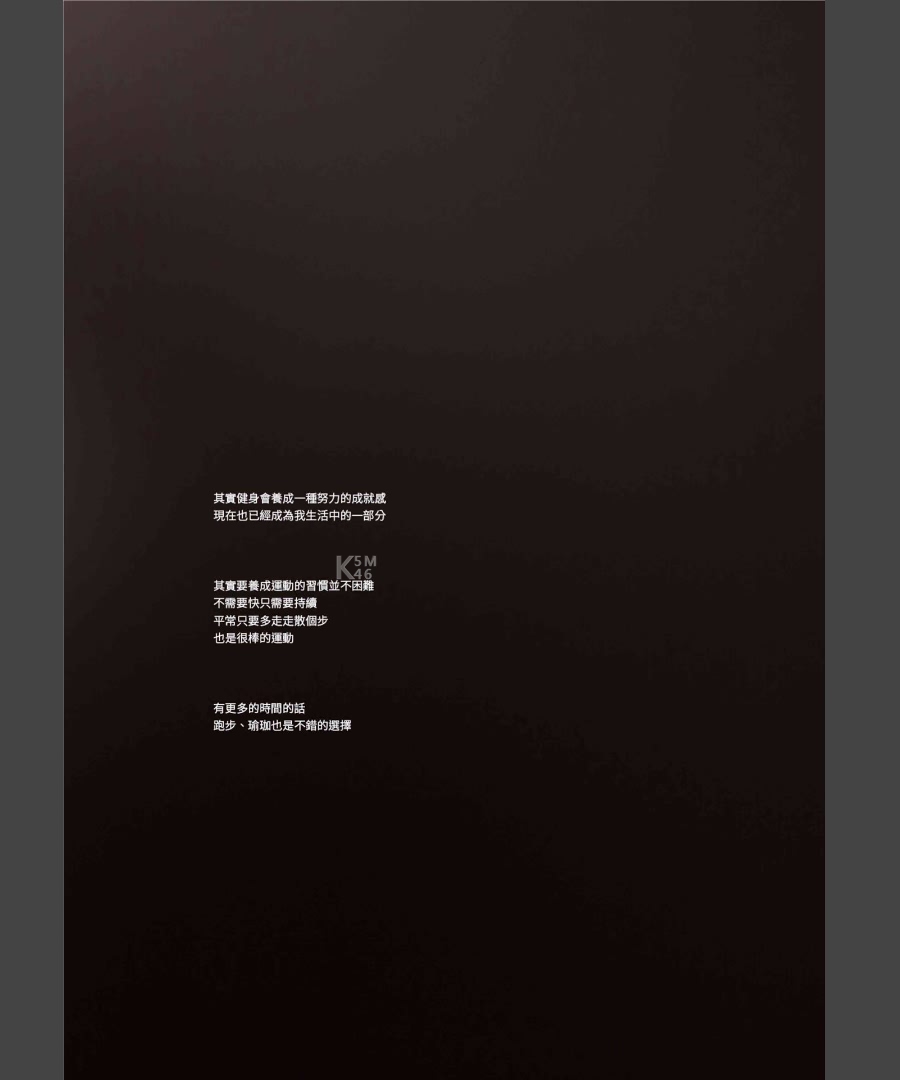 其實健身會養成一種努力的成就感
現在也已經成為我生活中的一部分
K5M46
其實要養成運動的習慣並不困難
不需要快只需要持續
平常只要多走走散個步
也是很棒的運動
有更多的時間的話
跑步、瑜珈也是不錯的選擇